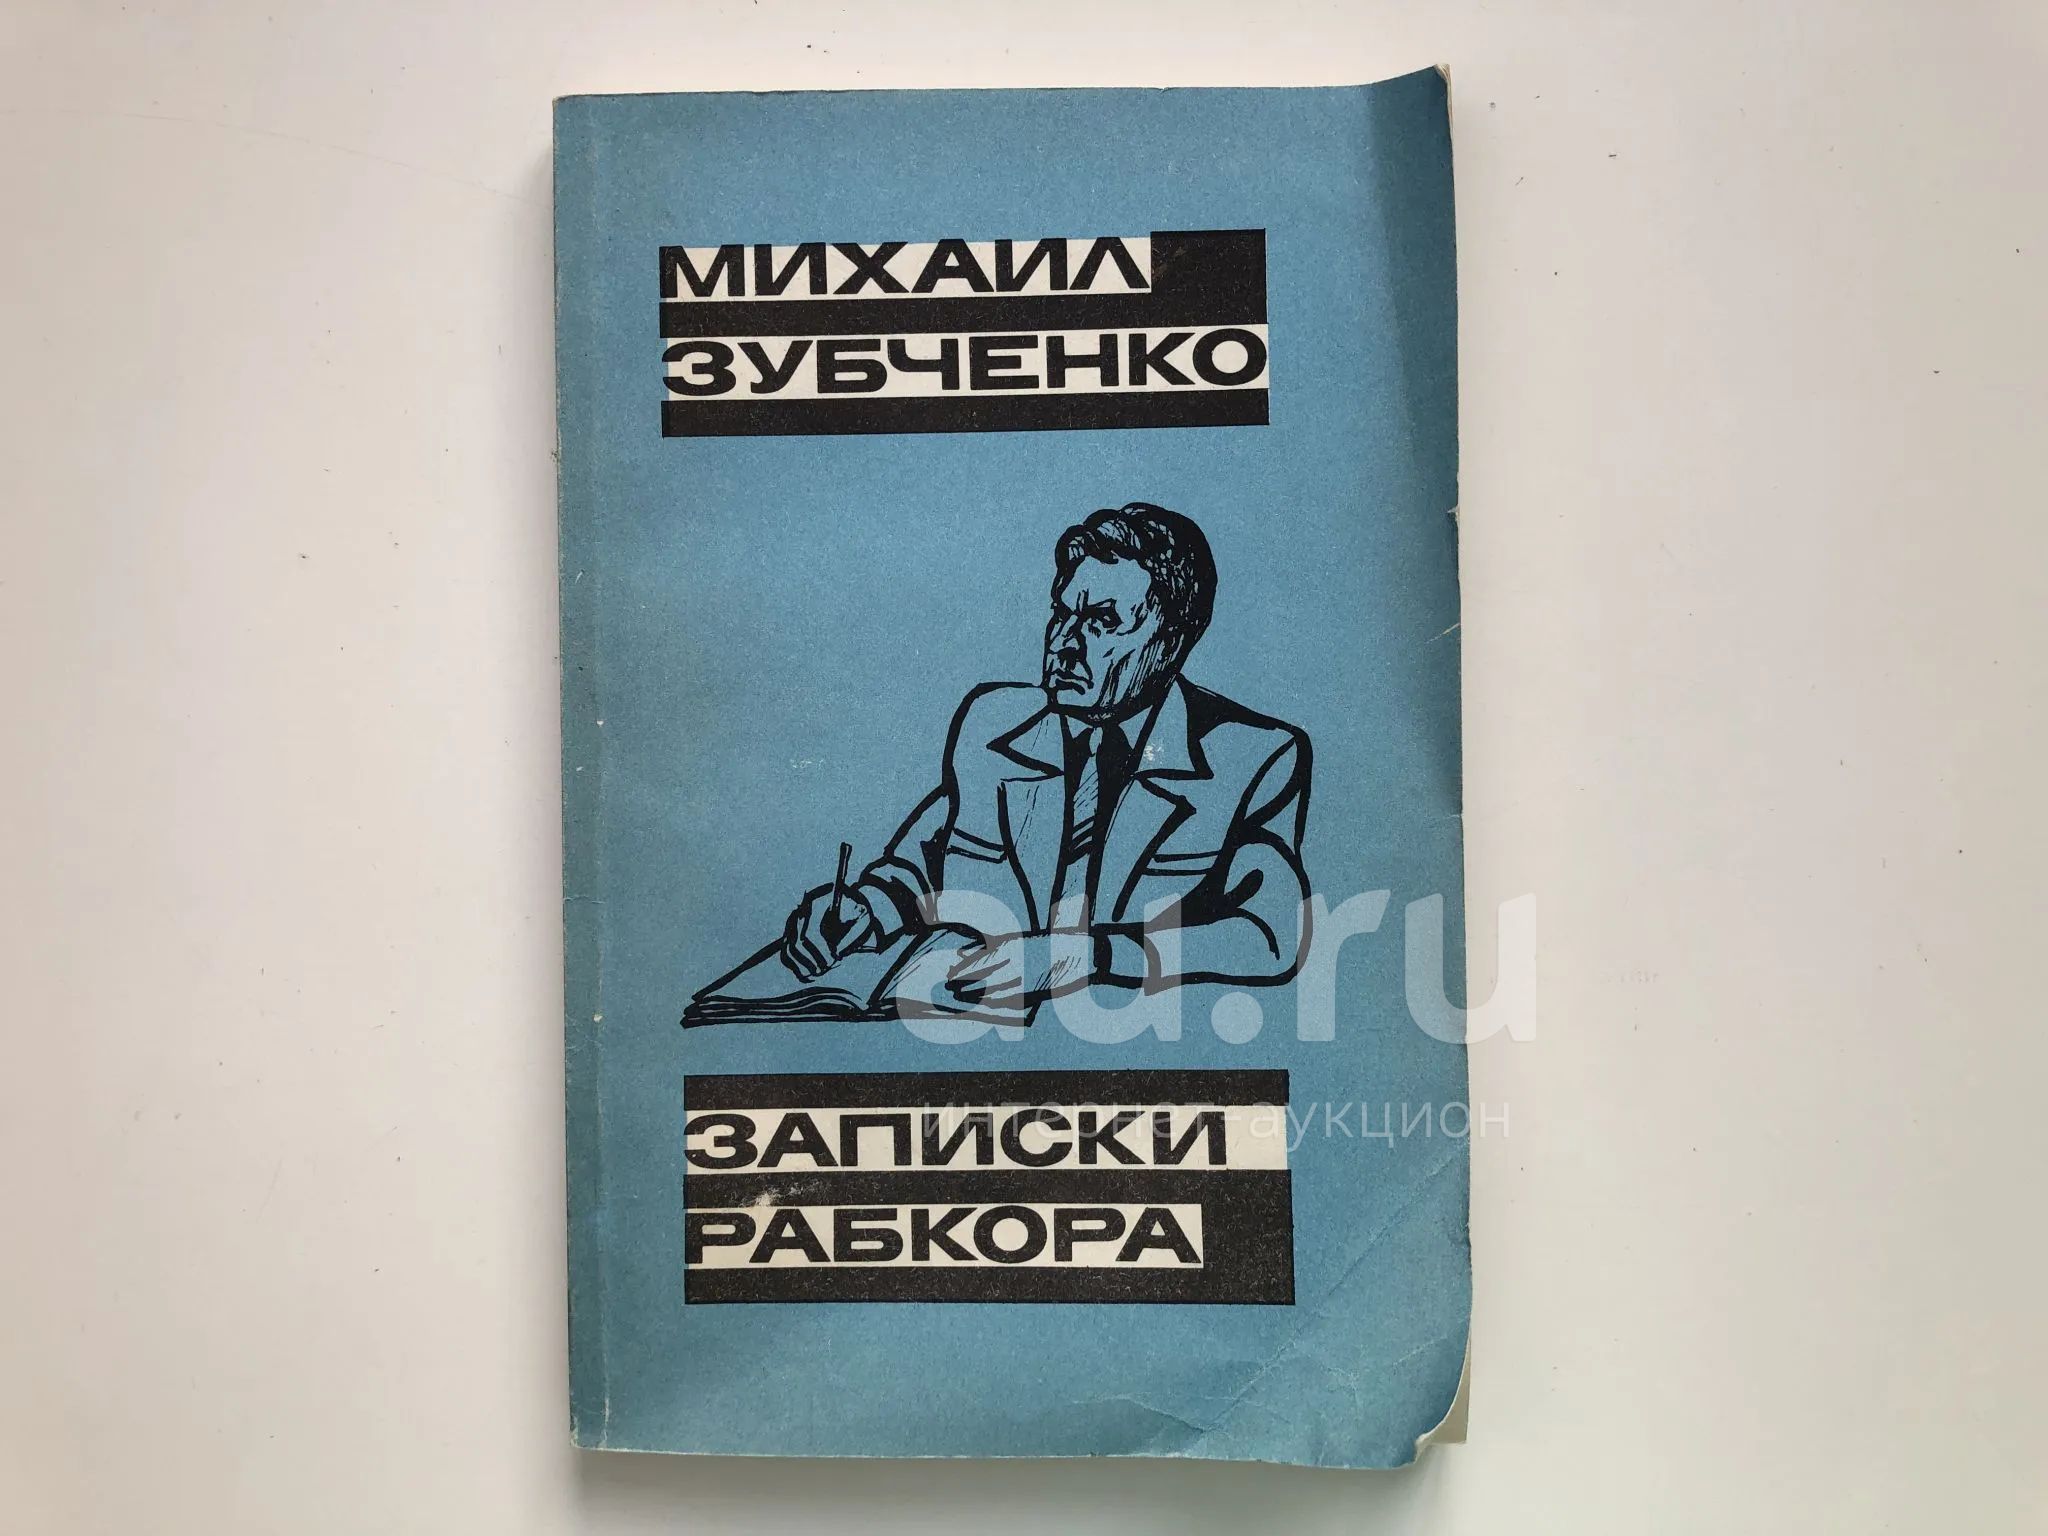 МИХАИЛ
ЗУБЧЕНКО
au.ru
интернет-аукцион
ЗАПИСКИ
РАБКОРА